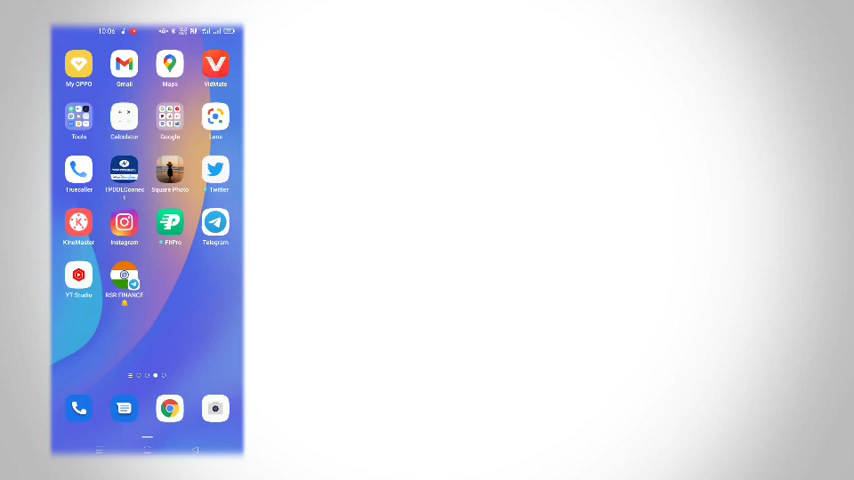 10:06
My OPPO Gmail Maps VidMate
Tools Calculator Google Lens
Truecaller TPDDLConnec Square Photo Twitter
t
KineMaster Instagram FitPro Telegram
YT Studio RSR FINANCE